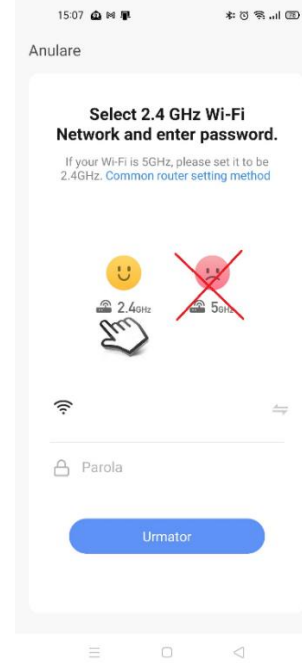 15:07
Anulare
Select 2.4 GHz Wi-Fi
Network and enter password.
If your Wi-Fi is 5GHz, please set it to be
2.4GHz. Common router setting method
2.4GHz 5GHz
Parola
Urmator